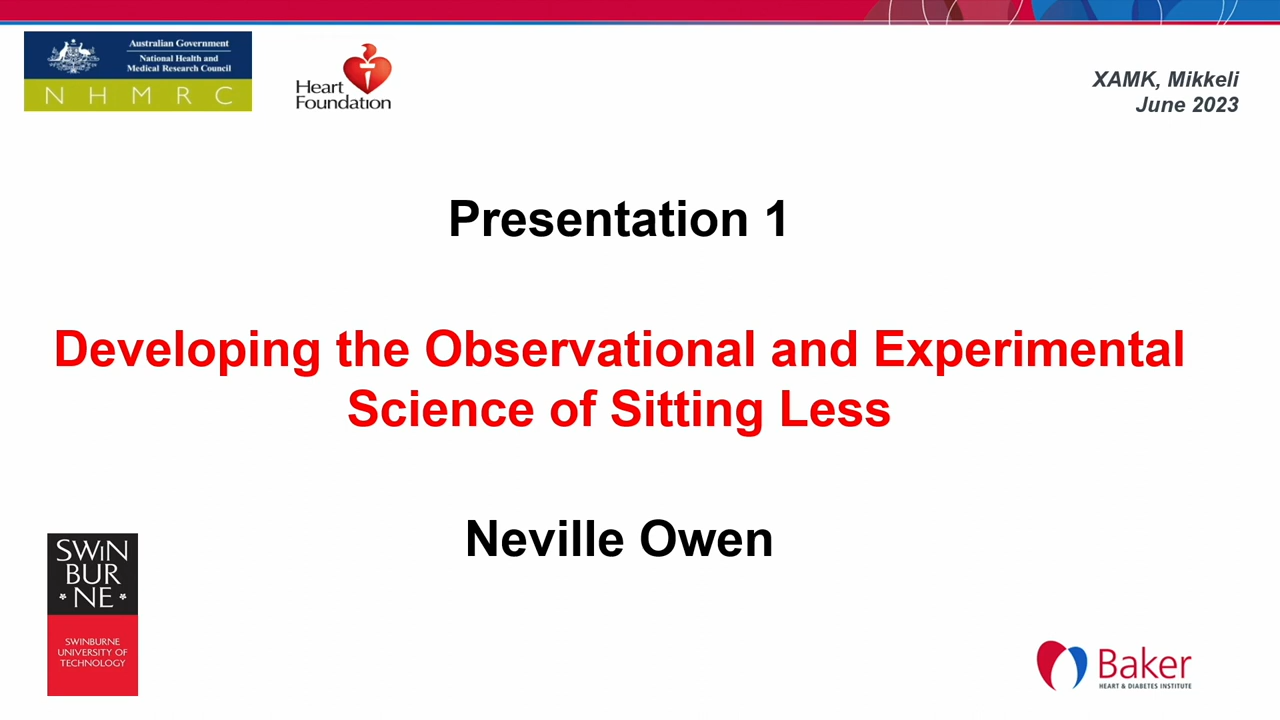 Australian Government
National Health and
Medical Research Council
N H M R C
Heart
Foundation
XAMK, Mikkeli
June 2023
Presentation 1
Developing the Observational and Experimental
Science of Sitting Less
Neville Owen
SWiN
BUR
* NE *
SWINBURNE
UNIVERSITY OF
TECHNOLOGY
Baker
HEART & DIABETES INSTITUTE